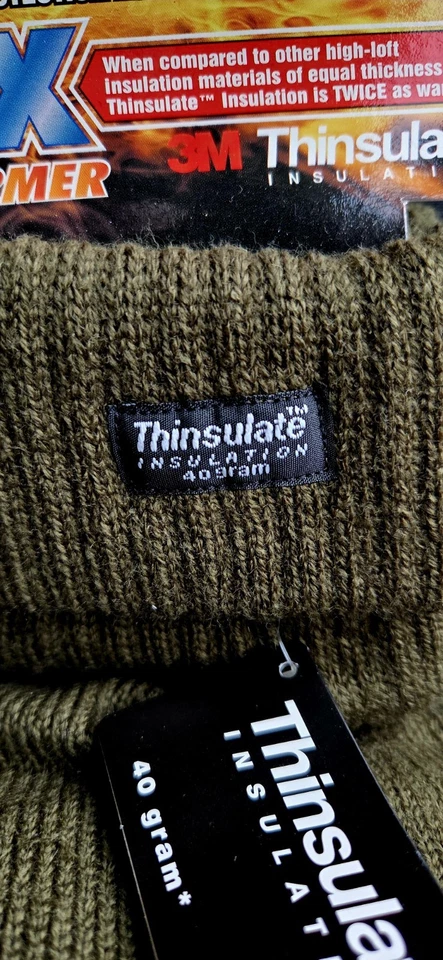 X
RMER
When compared to other high-loft
insulation materials of equal thickness
Thinsulate™ Insulation is TWICE as wa
3M Thinsula
INSULATI
Thinsulate™
INSULATION
40gram
Thinsula
INSULAT
40 gram*